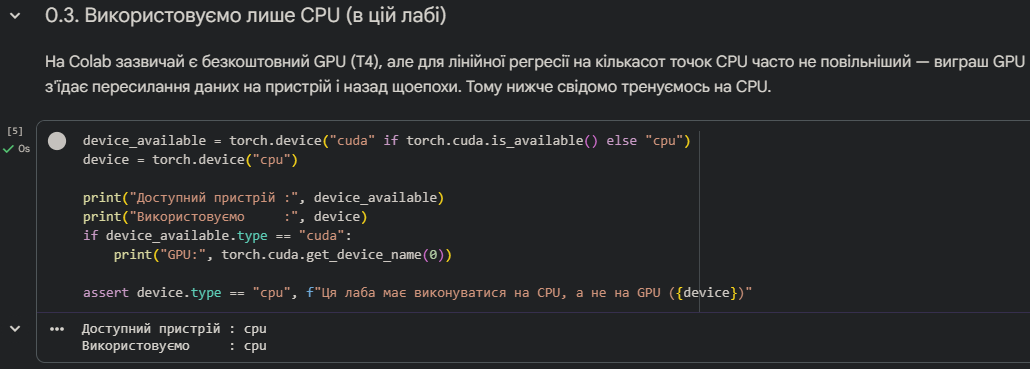 0.3. Використовуємо лише CPU (в цій лабі)
На Colab зазвичай є безкоштовний GPU (T4), але для лінійної регресії на кількасот точок CPU часто не повільніший — виграш GPU
з’їдає пересилання даних на пристрій і назад щоепохи. Тому нижче свідомо тренуємось на CPU.
[5]
0s
device_available = torch.device("cuda" if torch.cuda.is_available() else "cpu")
device = torch.device("cpu")
print("Доступний пристрій :", device_available)
print("Використовуємо     :", device)
if device_available.type == "cuda":
    print("GPU:", torch.cuda.get_device_name(0))
assert device.type == "cpu", f"Ця лаба має виконуватися на CPU, а не на GPU ({device})"
Доступний пристрій : cpu
Використовуємо     : cpu